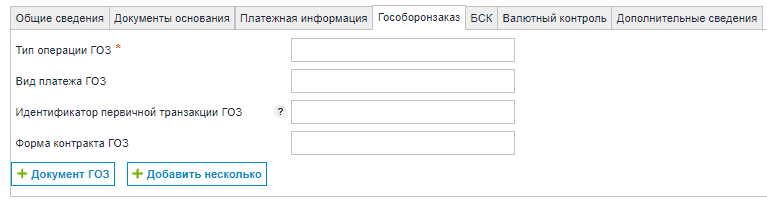 Общие сведения Документы основания Платежная информация Гособоронзаказ БСК Валютный контроль Дополнительные сведения
Тип операции ГОЗ *
Вид платежа ГОЗ
Идентификатор первичной транзакции ГОЗ ?
Форма контракта ГОЗ
+ Документ ГОЗ + Добавить несколько